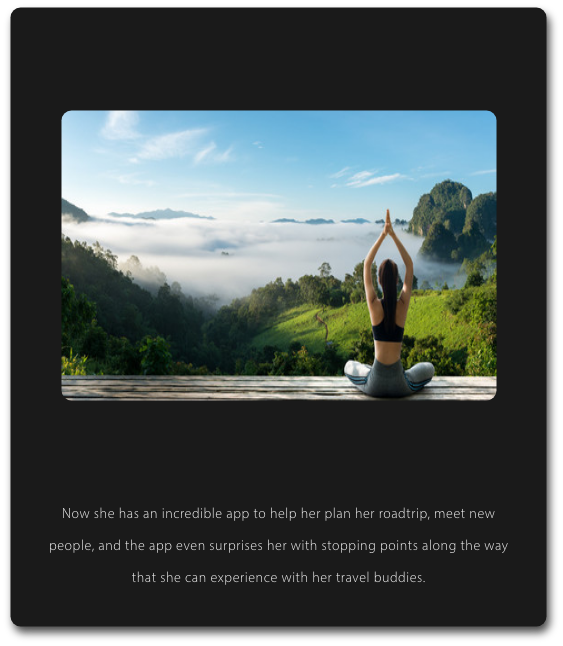 Now she has an incredible app to help her plan her roadtrip, meet new
people, and the app even surprises her with stopping points along the way
that she can experience with her travel buddies.